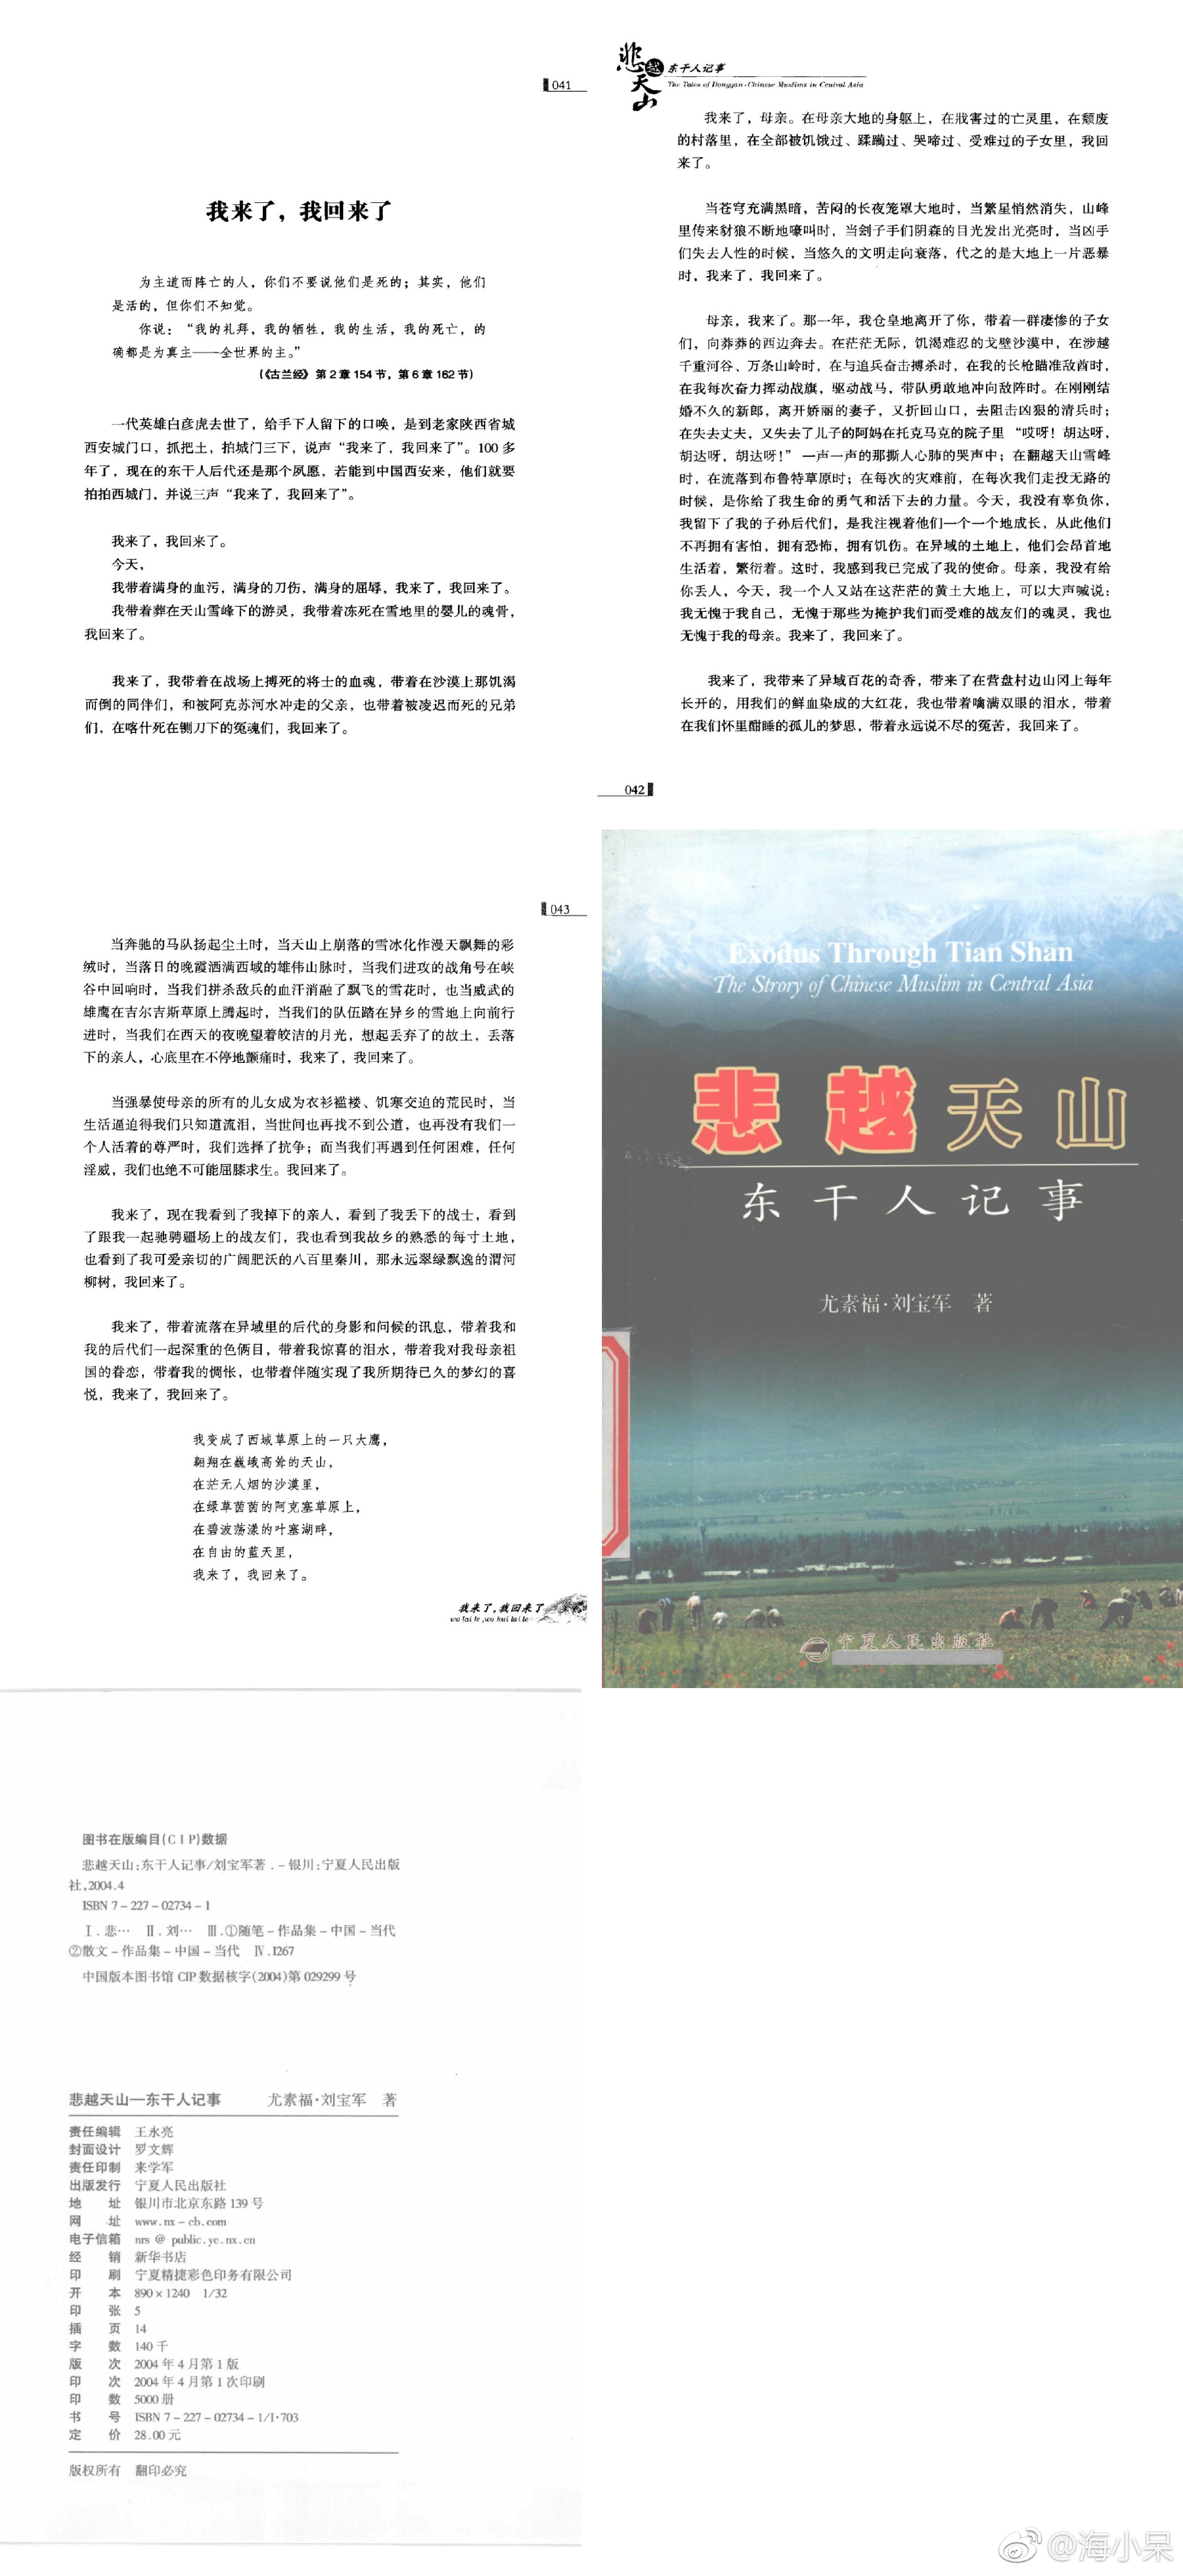 041
我来了，我回来了
为主道而阵亡的人，你们不要说他们是死的；其实，他们
是活的，但你们不知觉。
你说：“我的礼拜，我的牺牲，我的生活，我的死亡，的
确都是为真主——全世界的主。”
（《古兰经》第2章154节，第6章162节）
一代英雄白彦虎去世了，给手下人留下的口唤，是到老家陕西省城
西安城门口，抓把土，拍城门三下，说声“我来了，我回来了”。100多
年了，现在的东干人后代还是那个夙愿，若能到中国西安来，他们就要
拍拍西城门，并说三声“我来了，我回来了”。
我来了，我回来了。
今天，
我带着满身的血污，满身的刀伤，满身的屈辱，我来了，我回来了。
我带着葬在天山雪峰下的游灵，我带着冻死在雪地里的婴儿的魂骨，
我回来了。
我来了，我带着在战场上搏死的将士的血魂，带着在沙漠上那饥渴
而倒的同伴们，和被阿克苏河水冲走的父亲，也带着被凌迟而死的兄弟
们，在喀什死在铡刀下的冤魂们，我回来了。
悲越天山
东干人记事
The Tales of Donggan-Chinese Muslims in Central Asia
我来了，母亲。在母亲大地的身躯上，在戕害过的亡灵里，在颓废
的村落里，在全部被饥饿过、蹂躏过、哭啼过、受难过的子女里，我回
来了。
当苍穹充满黑暗，苦闷的长夜笼罩大地时，当繁星悄然消失，山峰
里传来豺狼不断地嚎叫时，当刽子手们阴森的目光发出光亮时，当凶手
们失去人性的时候，当悠久的文明走向衰落，代之的是大地上一片恶暴
时，我来了，我回来了。
母亲，我来了。那一年，我仓皇地离开了你，带着一群凄惨的子女
们，向莽莽的西边奔去。在茫茫无际，饥渴难忍的戈壁沙漠中，在涉越
千重河谷、万条山岭时，在与追兵奋击搏杀时，在我的长枪瞄准敌酋时，
在我每次奋力挥动战旗，驱动战马，带队勇敢地冲向敌阵时。在刚刚结
婚不久的新郎，离开娇丽的妻子，又折回山口，去阻击凶狠的清兵时；
在失去丈夫，又失去了儿子的阿妈在托克马克的院子里 “哎呀！胡达呀，
胡达呀，胡达呀！” 一声一声的那撕人心肺的哭声中；在翻越天山雪峰
时，在流落到布鲁特草原时；在每次的灾难前，在每次我们走投无路的
时候，是你给了我生命的勇气和活下去的力量。今天，我没有辜负你，
我留下了我的子孙后代们，是我注视着他们一个一个地成长，从此他们
不再拥有害怕，拥有恐怖，拥有饥伤。在异域的土地上，他们会昂首地
生活着，繁衍着。这时，我感到我已完成了我的使命。母亲，我没有给
你丢人，今天，我一个人又站在这茫茫的黄土大地上，可以大声喊说：
我无愧于我自己，无愧于那些为掩护我们而受难的战友们的魂灵，我也
无愧于我的母亲。我来了，我回来了。
我来了，我带来了异域百花的奇香，带来了在营盘村边山冈上每年
长开的，用我们的鲜血染成的大红花，我也带着噙满双眼的泪水，带着
在我们怀里酣睡的孤儿的梦思，带着永远说不尽的冤苦，我回来了。
042
043
当奔驰的马队扬起尘土时，当天山上崩落的雪冰化作漫天飘舞的彩
绒时，当落日的晚霞洒满西域的雄伟山脉时，当我们进攻的战角号在峡
谷中回响时，当我们拼杀敌兵的血汗消融了飘飞的雪花时，也当威武的
雄鹰在吉尔吉斯草原上腾起时，当我们的队伍踏在异乡的雪地上向前行
进时，当我们在西天的夜晚望着皎洁的月光，想起丢弃了的故土，丢落
下的亲人，心底里在不停地颤痛时，我来了，我回来了。
当强暴使母亲的所有的儿女成为衣衫褴褛、饥寒交迫的荒民时，当
生活逼迫得我们只知道流泪，当世间也再找不到公道，也再没有我们一
个人活着的尊严时，我们选择了抗争；而当我们再遇到任何困难，任何
淫威，我们也绝不可能屈膝求生。我回来了。
我来了，现在我看到了我掉下的亲人，看到了我丢下的战士，看到
了跟我一起驰骋疆场上的战友们，我也看到我故乡的熟悉的每寸土地，
也看到了我可爱亲切的广阔肥沃的八百里秦川，那永远翠绿飘逸的渭河
柳树，我回来了。
我来了，带着流落在异域里的后代的身影和问候的讯息，带着我和
我的后代们一起深重的色俩目，带着我惊喜的泪水，带着我对我母亲祖
国的眷恋，带着我的惆怅，也带着伴随实现了我所期待已久的梦幻的喜
悦，我来了，我回来了。
我变成了西域草原上的一只大鹰，
翱翔在巍峨高耸的天山，
在茫无人烟的沙漠里，
在绿草茵茵的阿克塞草原上，
在碧波荡漾的叶塞湖畔，
在自由的蓝天里，
我来了，我回来了。
我来了，我回来了
wo lai le ,wo hui lai le
Exodus Through Tian Shan
The Strory of Chinese Muslim in Central Asia
悲越天山
东干人记事
尤素福·刘宝军 著
宁夏人民出版社
图书在版编目(CIP)数据
悲越天山:东干人记事/刘宝军著.-银川:宁夏人民出版
社,2004.4
ISBN 7-227-02734-1
Ⅰ.悲… Ⅱ.刘… Ⅲ.①随笔-作品集-中国-当代
②散文-作品集-中国-当代 Ⅳ.I267
中国版本图书馆CIP数据核字(2004)第029299号
悲越天山—东干人记事 尤素福·刘宝军 著
责任编辑 王永亮
封面设计 罗文辉
责任印制 来学军
出版发行 宁夏人民出版社
地 址 银川市北京东路139号
网 址 www.nx-cb.com
电子信箱 nrs @ public.yc.nx.cn
经 销 新华书店
印 刷 宁夏精捷彩色印务有限公司
开 本 890×1240 1/32
印 张 5
插 页 14
字 数 140千
版 次 2004年4月第1版
印 次 2004年4月第1次印刷
印 数 5000册
书 号 ISBN 7-227-02734-1/I·703
定 价 28.00元
版权所有 翻印必究
@海小呆